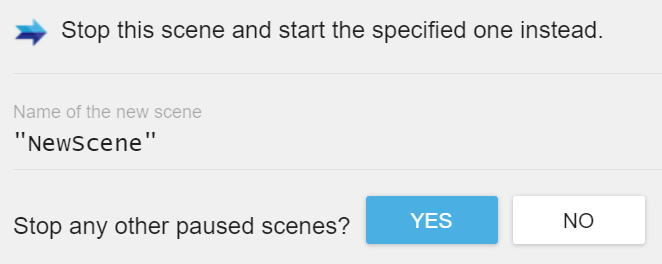 Stop this scene and start the specified one instead.
Name of the new scene
"NewScene"
Stop any other paused scenes? YES NO